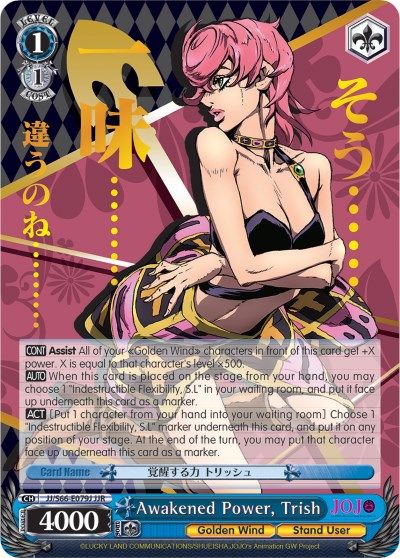 LEVEL
1
1
COST
そう……
一味……
違うのね……
CONT Assist All of your «Golden Wind» characters in front of this card get +X
power. X is equal to that character's level ×500.
AUTO When this card is placed on the stage from your hand, you may
choose 1 "Indestructible Flexibility, S.L" in you waiting room, and put it face
up underneath this card as a marker.
ACT [Put 1 character from your hand into your waiting room] Choose 1
"Indestructible Flexibility, S.L" marker underneath this card, and put it on
any position of your stage. At the end of the turn, you may put that character
face up underneath this card as a marker.
Card Name
覚醒する力 トリッシュ
CH JJ/S66-E079J JJR
Awakened Power, Trish
JOJO
POWER
4000
SOUL
Golden Wind
Stand User
©LUCKY LAND COMMUNICATIONS/SHUEISHA,JOJO's Animation GW Project